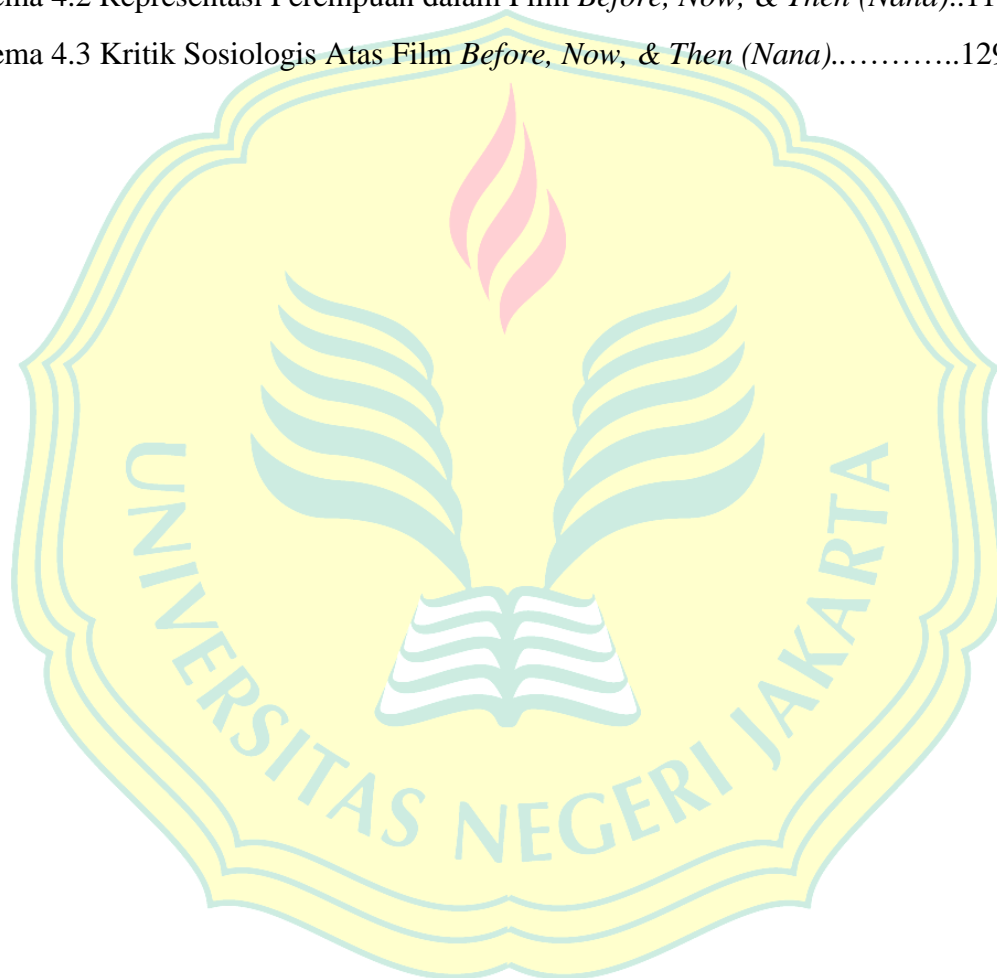 ema 4.2 Representasi Perempuan dalam Film Before, Now, & Then (Nana)..11
ema 4.3 Kritik Sosiologis Atas Film Before, Now, & Then (Nana)..………..129
UNIVERSITAS NEGERI JAKARTA